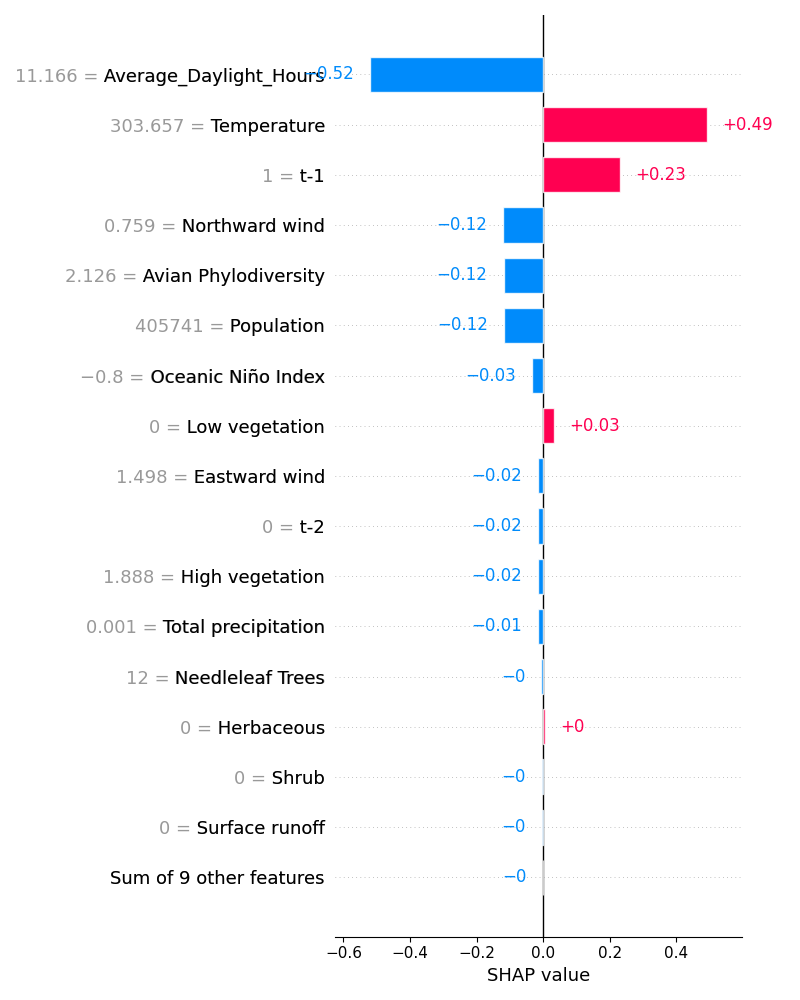 11.166 = Average_Daylight_Hours −0.52
303.657 = Temperature +0.49
1 = t-1 +0.23
0.759 = Northward wind −0.12
2.126 = Avian Phylodiversity −0.12
405741 = Population −0.12
−0.8 = Oceanic Niño Index −0.03
0 = Low vegetation +0.03
1.498 = Eastward wind −0.02
0 = t-2 −0.02
1.888 = High vegetation −0.02
0.001 = Total precipitation −0.01
12 = Needleleaf Trees −0
0 = Herbaceous +0
0 = Shrub −0
0 = Surface runoff −0
Sum of 9 other features −0
−0.6 −0.4 −0.2 0.0 0.2 0.4
SHAP value